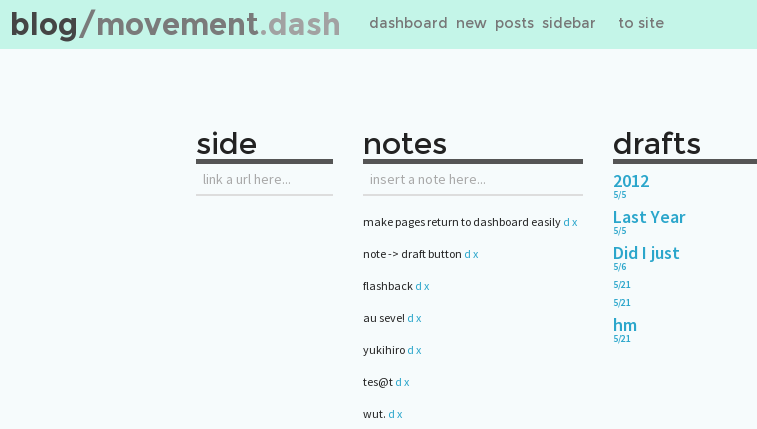 blog/movement.dash
dashboard new posts sidebar to site
side
link a url here...
notes
insert a note here...
make pages return to dashboard easily d x
note -> draft button d x
flashback d x
au seve! d x
yukihiro d x
tes@t d x
wut. d x
drafts
2012
5/5
Last Year
5/5
Did I just
5/6
5/21
5/21
hm
5/21